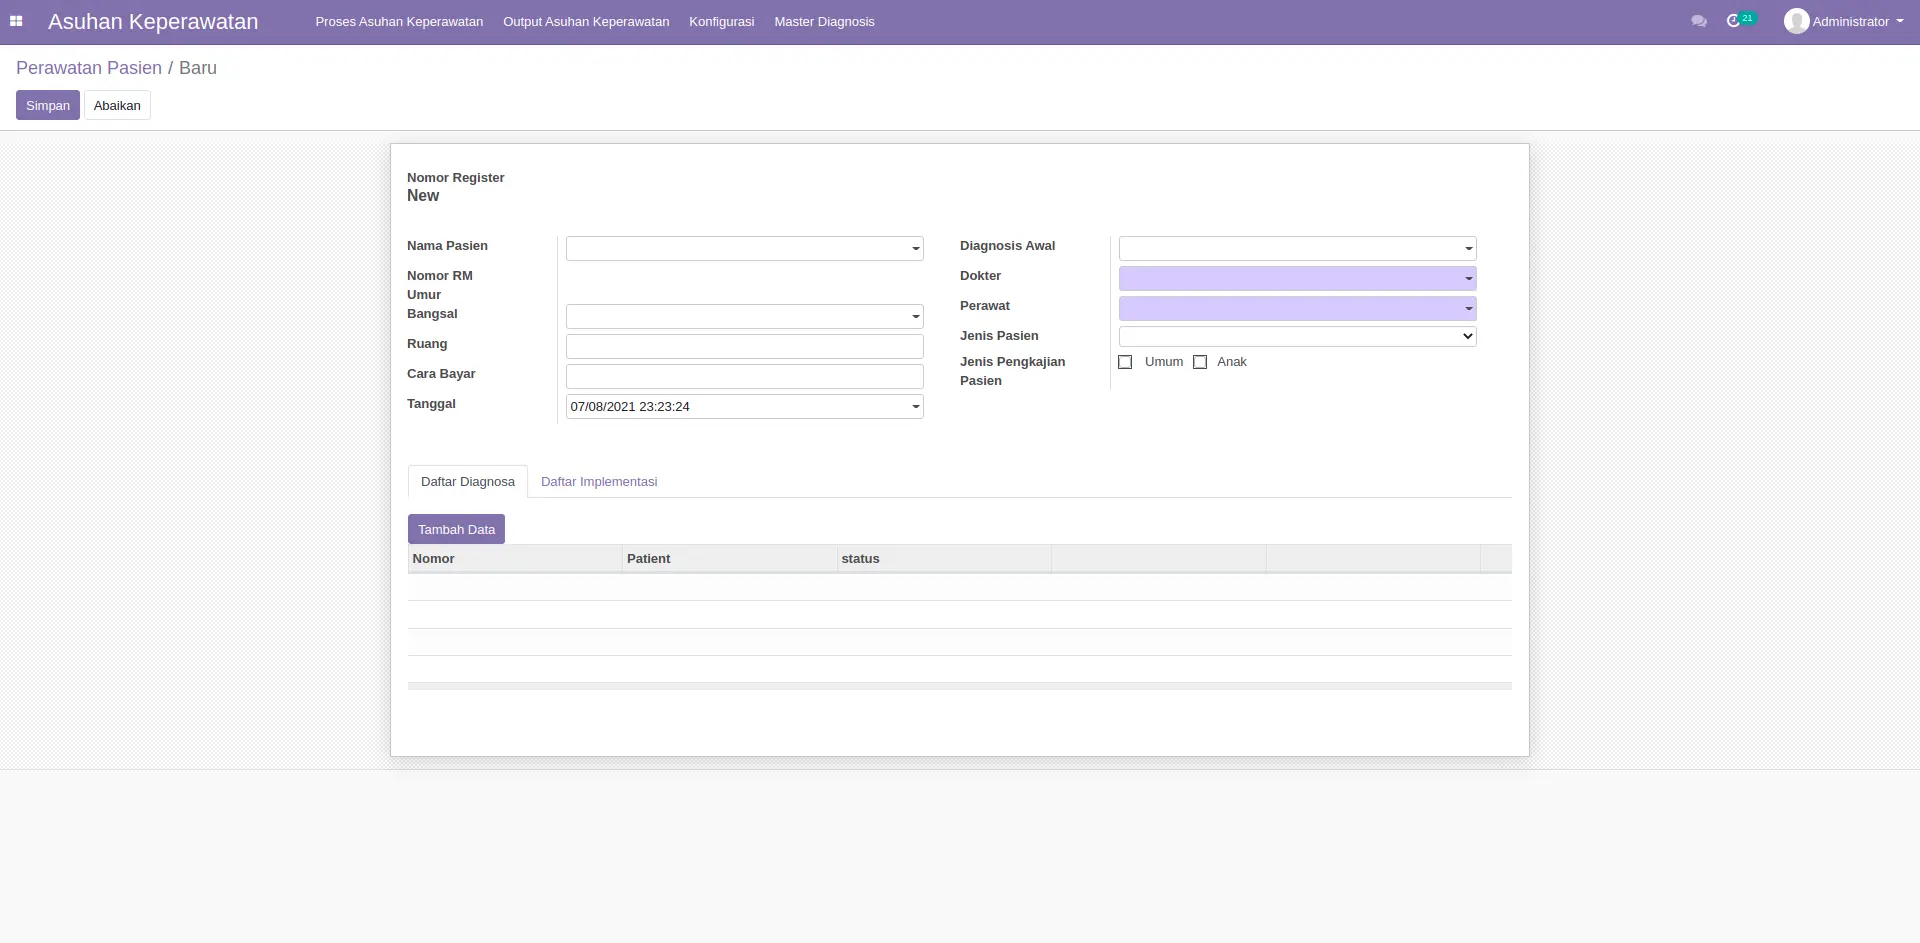 Asuhan Keperawatan Proses Asuhan Keperawatan Output Asuhan Keperawatan Konfigurasi Master Diagnosis 21 Administrator
Perawatan Pasien / Baru
Simpan Abaikan
Nomor Register
New
Nama Pasien
Nomor RM
Umur
Bangsal
Ruang
Cara Bayar
Tanggal 07/08/2021 23:23:24
Diagnosis Awal
Dokter
Perawat
Jenis Pasien
Jenis Pengkajian Umum Anak
Pasien
Daftar Diagnosa Daftar Implementasi
Tambah Data
Nomor Patient status